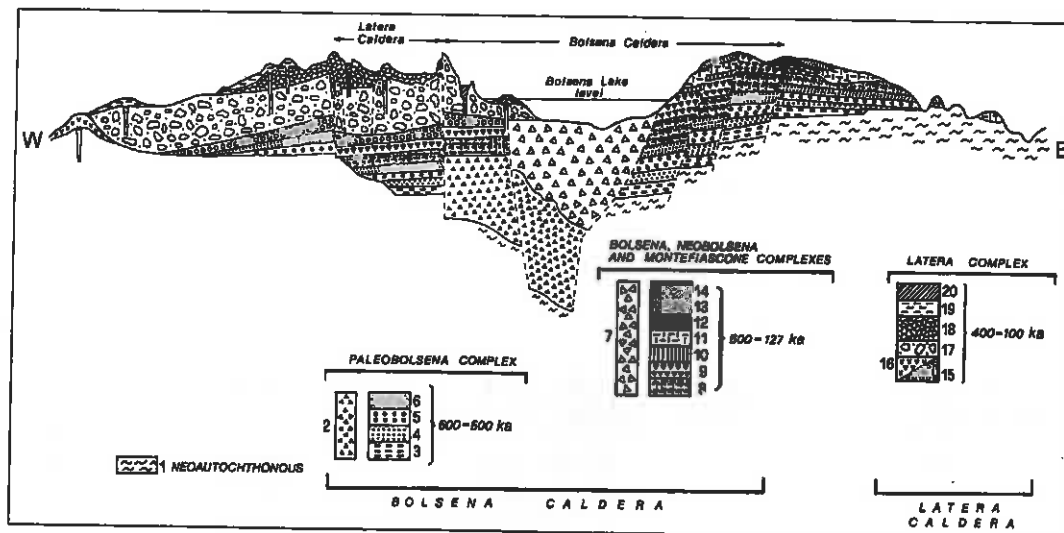 Latera
Caldera
Bolsena Caldera
Bolsena Lake
level
W
E
BOLSENA, NEOBOLSENA
AND MONTEFIASCONE COMPLEXES
14
13
12
7 11 600-127 ka
10
9
8
LATERA COMPLEX
20
19
18 400-100 ka
17
16
15
PALEOBOLSENA COMPLEX
6
2 5 600-600 ka
4
3
1 NEOAUTOCHTHONOUS
BOLSENA CALDERA
LATERA
CALDERA